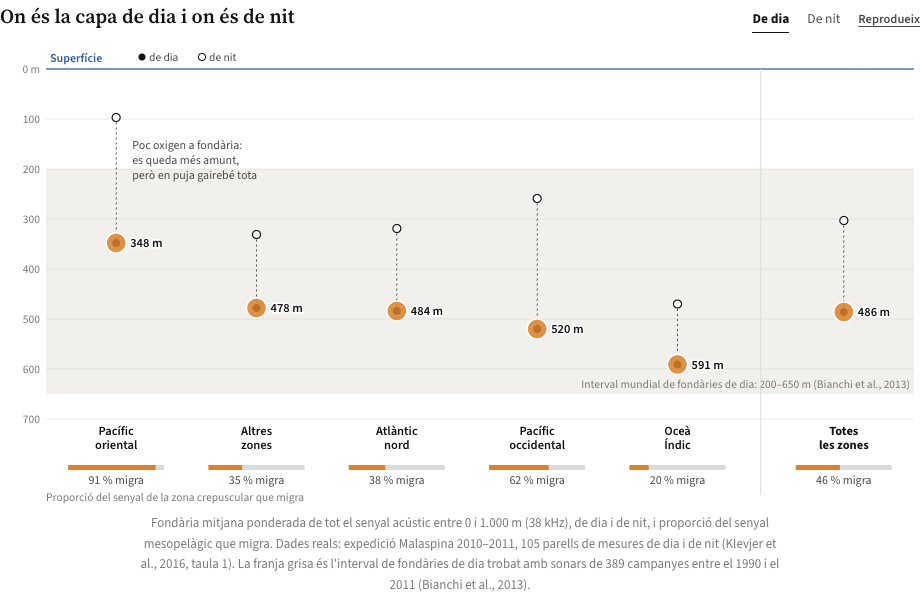 On és la capa de dia i on és de nit
De dia De nit Reprodueix
Superfície de dia de nit
0 m
100
Poc oxigen a fondària:
es queda més amunt,
però en puja gairebé tota
200
300
348 m
400
478 m
484 m
486 m
500
520 m
591 m
600
Interval mundial de fondàries de dia: 200–650 m (Bianchi et al., 2013)
700
Pacífic
oriental
Altres
zones
Atlàntic
nord
Pacífic
occidental
Oceà
Índic
Totes
les zones
91 % migra 35 % migra 38 % migra 62 % migra 20 % migra 46 % migra
Proporció del senyal de la zona crepuscular que migra
Fondària mitjana ponderada de tot el senyal acústic entre 0 i 1.000 m (38 kHz), de dia i de nit, i proporció del senyal
mesopelàgic que migra. Dades reals: expedició Malaspina 2010–2011, 105 parells de mesures de dia i de nit (Klevjer et
al., 2016, taula 1). La franja grisa és l'interval de fondàries de dia trobat amb sonars de 389 campanyes entre el 1990 i el
2011 (Bianchi et al., 2013).